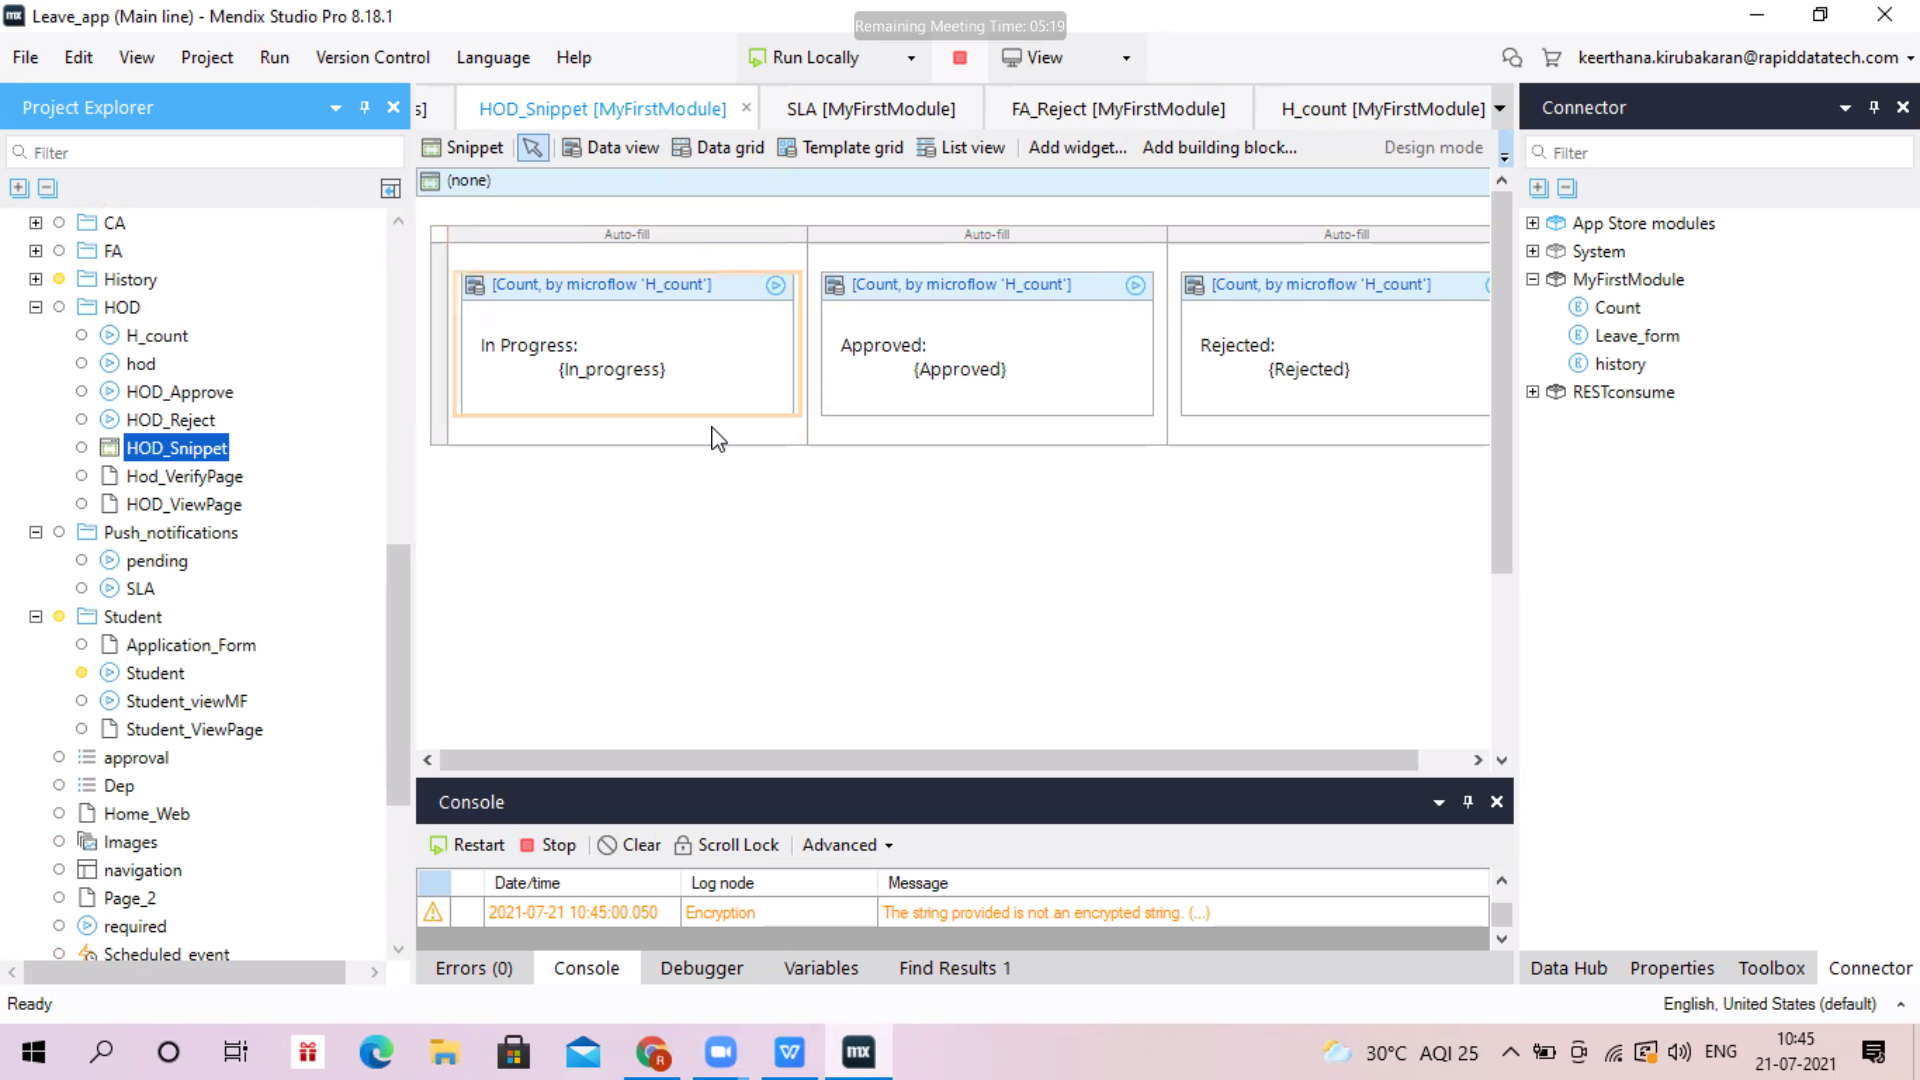 Leave_app (Main line) - Mendix Studio Pro 8.18.1
Remaining Meeting Time: 05:19
File Edit View Project Run Version Control Language Help
Run Locally
View
keerthana.kirubakaran@rapiddatatech.com
Project Explorer
s]
HOD_Snippet [MyFirstModule]
SLA [MyFirstModule]
FA_Reject [MyFirstModule]
H_count [MyFirstModule]
Connector
Filter
Snippet Data view Data grid Template grid List view Add widget... Add building block... Design mode
Filter
(none)
CA
FA
History
HOD
H_count
hod
HOD_Approve
HOD_Reject
HOD_Snippet
Hod_VerifyPage
HOD_ViewPage
Push_notifications
pending
SLA
Student
Application_Form
Student
Student_viewMF
Student_ViewPage
approval
Dep
Home_Web
Images
navigation
Page_2
required
Scheduled_event
Auto-fill Auto-fill Auto-fill
[Count, by microflow 'H_count'] [Count, by microflow 'H_count'] [Count, by microflow 'H_count']
In Progress: Approved: Rejected:
{In_progress} {Approved} {Rejected}
App Store modules
System
MyFirstModule
Count
Leave_form
history
RESTconsume
Console
Restart Stop Clear Scroll Lock Advanced
Date/time Log node Message
2021-07-21 10:45:00.050 Encryption The string provided is not an encrypted string. (...)
Errors (0) Console Debugger Variables Find Results 1
Data Hub Properties Toolbox Connector
Ready
English, United States (default)
mx
30°C AQI 25
ENG
10:45
21-07-2021